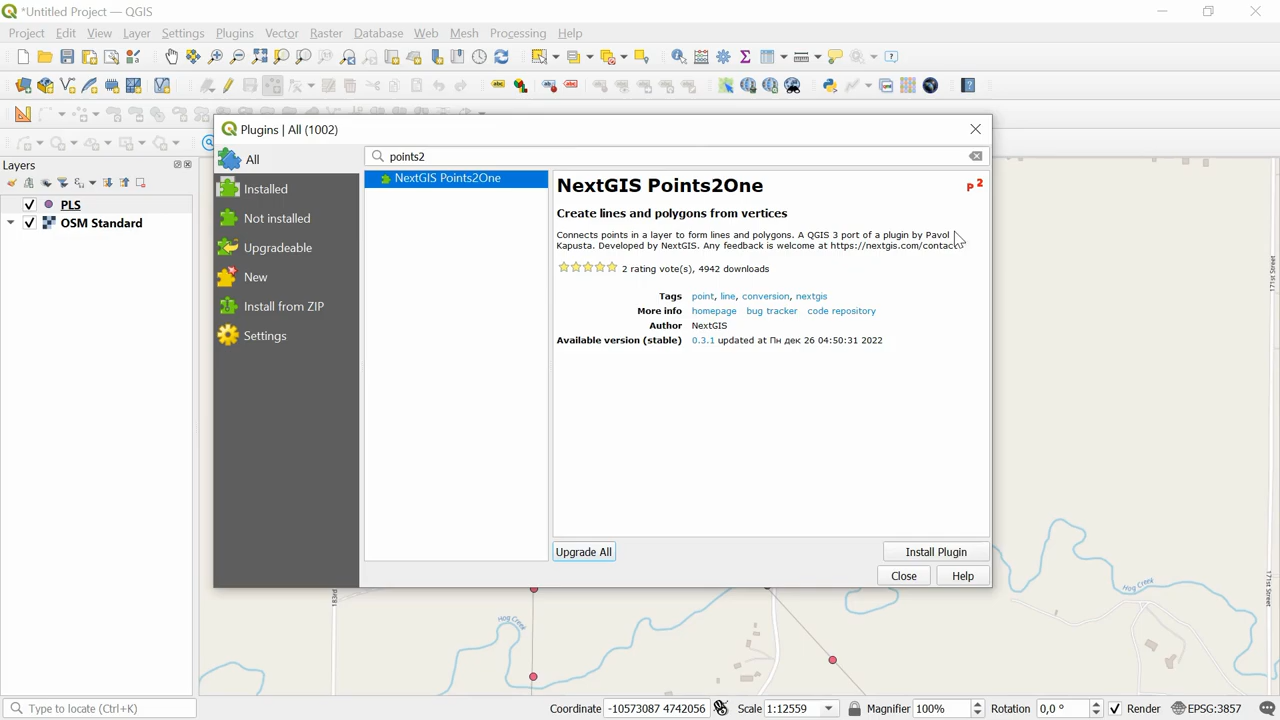 *Untitled Project — QGIS
Project Edit View Layer Settings Plugins Vector Raster Database Web Mesh Processing Help
Plugins | All (1002)
All
points2
Layers
Installed
NextGIS Points2One
NextGIS Points2One
PLS
OSM Standard
Not installed
Create lines and polygons from vertices
Connects points in a layer to form lines and polygons. A QGIS 3 port of a plugin by Pavol
Kapusta. Developed by NextGIS. Any feedback is welcome at https://nextgis.com/contact
Upgradeable
2 rating vote(s), 4942 downloads
New
Tags point, line, conversion, nextgis
Install from ZIP
More info homepage bug tracker code repository
Author NextGIS
Settings
Available version (stable) 0.3.1 updated at Пн дек 26 04:50:31 2022
Upgrade All
Install Plugin
Close
Help
171st Street
171st Street
183rd
Hog Creek
Hog Creek
Type to locate (Ctrl+K)
Coordinate -10573087 4742056 Scale 1:12559 Magnifier 100% Rotation 0,0 ° Render EPSG:3857